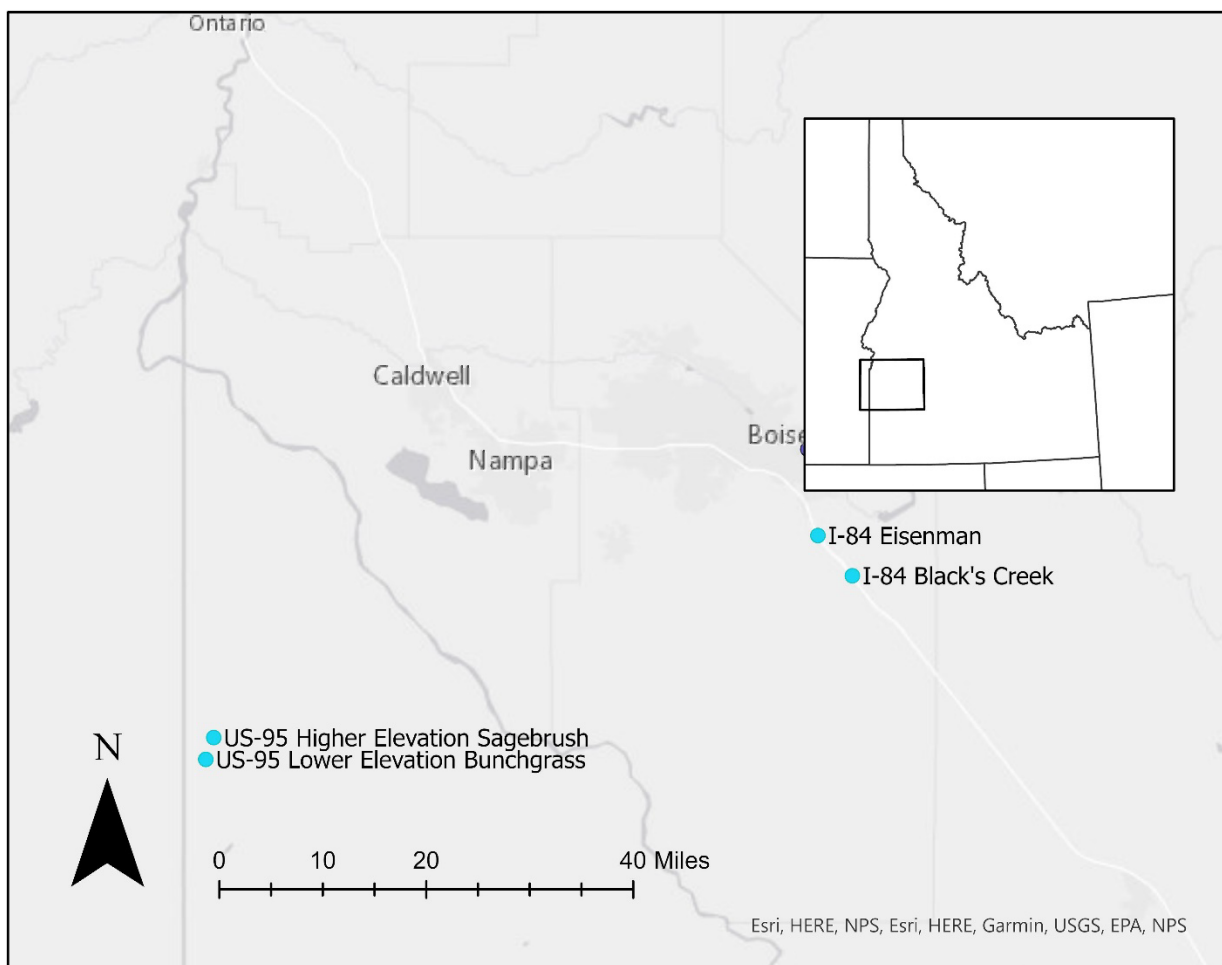 Ontario
Caldwell
Nampa
Boise
I-84 Eisenman
I-84 Black's Creek
US-95 Higher Elevation Sagebrush
US-95 Lower Elevation Bunchgrass
N
0 10 20 40 Miles
Esri, HERE, NPS, Esri, HERE, Garmin, USGS, EPA, NPS